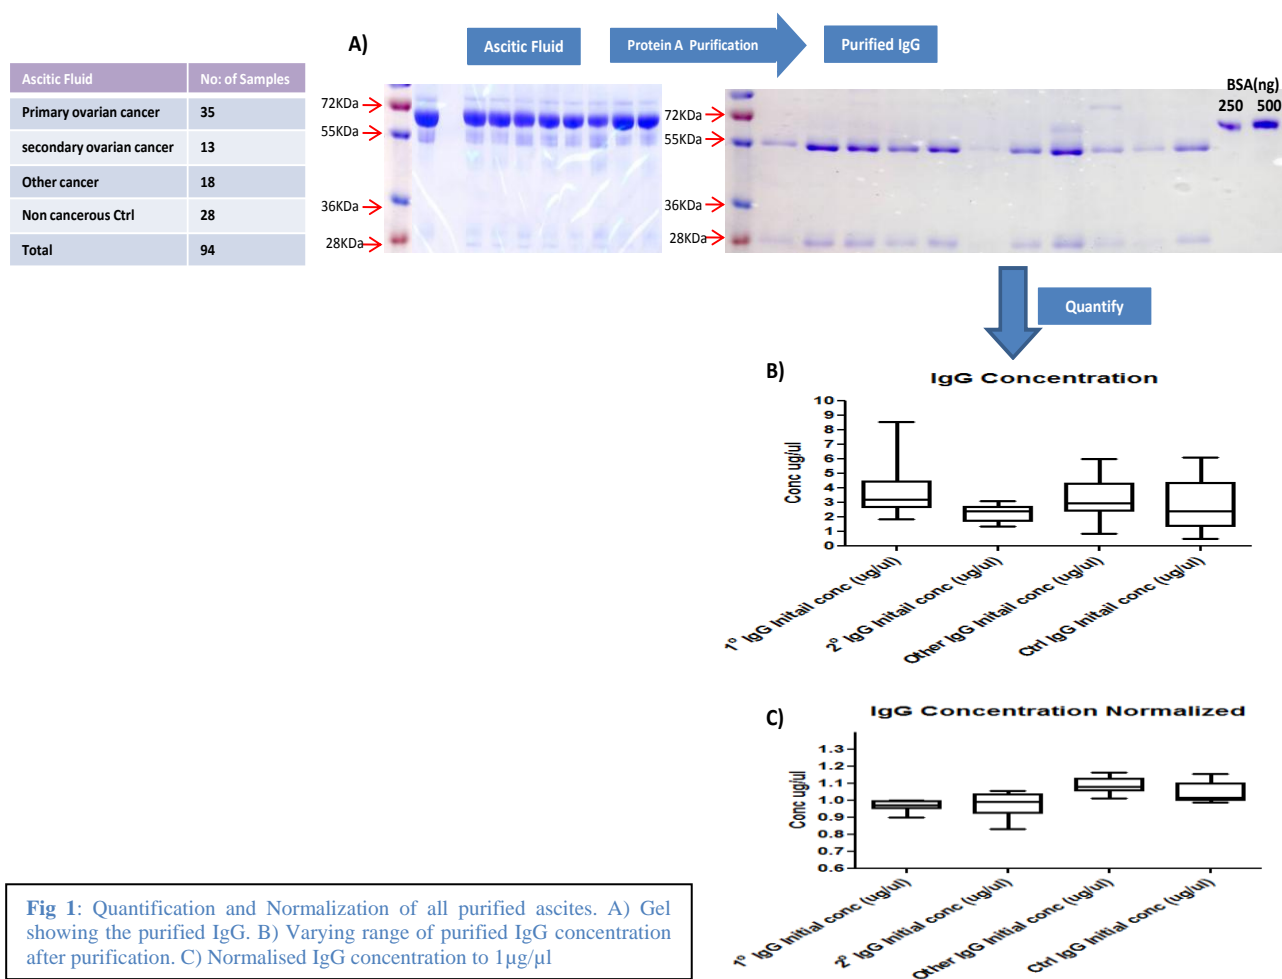 A)
Ascitic Fluid
Protein A Purification
Purified IgG
Ascitic Fluid No: of Samples
Primary ovarian cancer 35
secondary ovarian cancer 13
Other cancer 18
Non cancerous Ctrl 28
Total 94
72KDa
55KDa
36KDa
28KDa
72KDa
55KDa
36KDa
28KDa
BSA(ng)
250 500
Quantify
B)
IgG Concentration
Conc ug/ul
10
9
8
7
6
5
4
3
2
1
0
1° IgG Initail conc (ug/ul)
2° IgG Initail conc (ug/ul)
Other IgG Initail conc (ug/ul)
Ctrl IgG Initail conc (ug/ul)
C)
IgG Concentration Normalized
Conc ug/ul
1.3
1.2
1.1
1.0
0.9
0.8
0.7
0.6
1° IgG Initial conc (ug/ul)
2° IgG Initial conc (ug/ul)
Other IgG Initial conc (ug/ul)
Ctrl IgG Initial conc (ug/ul)
Fig 1: Quantification and Normalization of all purified ascites. A) Gel
showing the purified IgG. B) Varying range of purified IgG concentration
after purification. C) Normalised IgG concentration to 1µg/µl